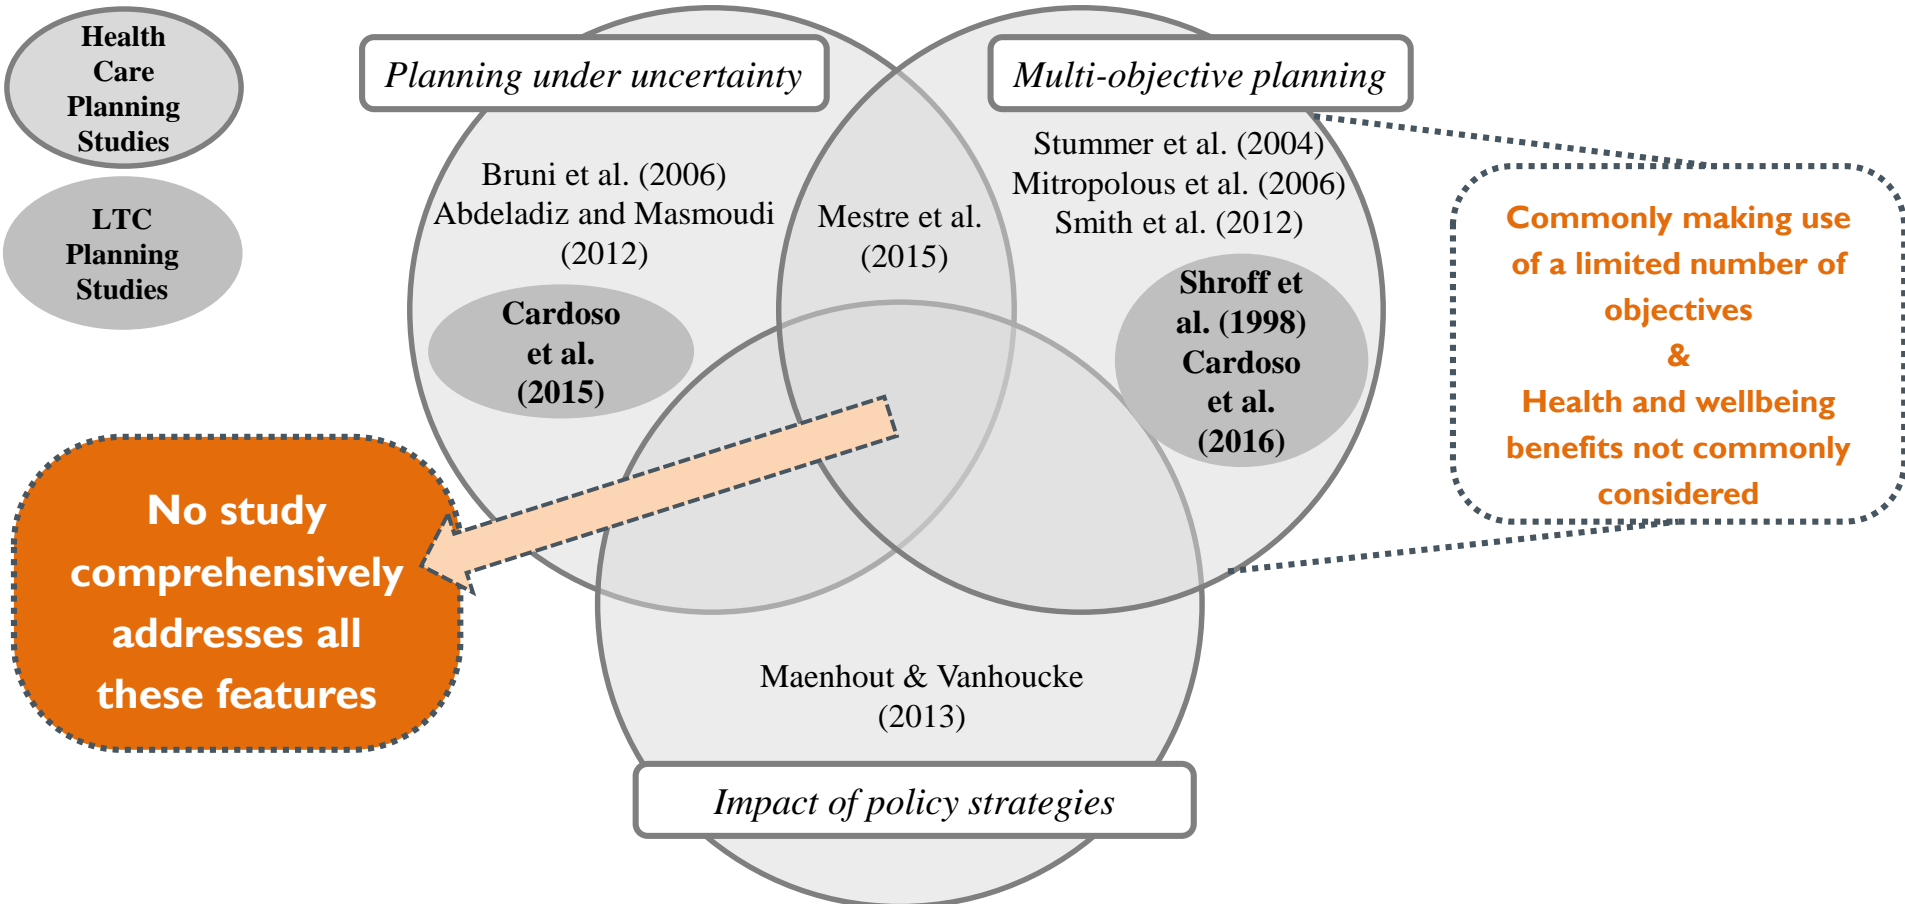 Health
Care
Planning
Studies
LTC
Planning
Studies
Planning under uncertainty
Multi-objective planning
Bruni et al. (2006)
Abdeladiz and Masmoudi
(2012)
Cardoso
et al.
(2015)
Mestre et al.
(2015)
Stummer et al. (2004)
Mitropolous et al. (2006)
Smith et al. (2012)
Shroff et
al. (1998)
Cardoso
et al.
(2016)
Commonly making use
of a limited number of
objectives
&
Health and wellbeing
benefits not commonly
considered
No study
comprehensively
addresses all
these features
Maenhout & Vanhoucke
(2013)
Impact of policy strategies